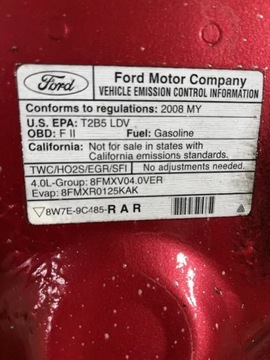 Ford
Ford Motor Company
VEHICLE EMISSION CONTROL INFORMATION
Conforms to regulations: 2008 MY
U.S. EPA: T2B5 LDV
OBD: F II Fuel: Gasoline
California: Not for sale in states with
California emissions standards.
TWC/HO2S/EGR/SFI No adjustments needed.
4.0L-Group: 8FMXV04.0VER
Evap: 8FMXR0125KAK
8W7E-9C485-RAR